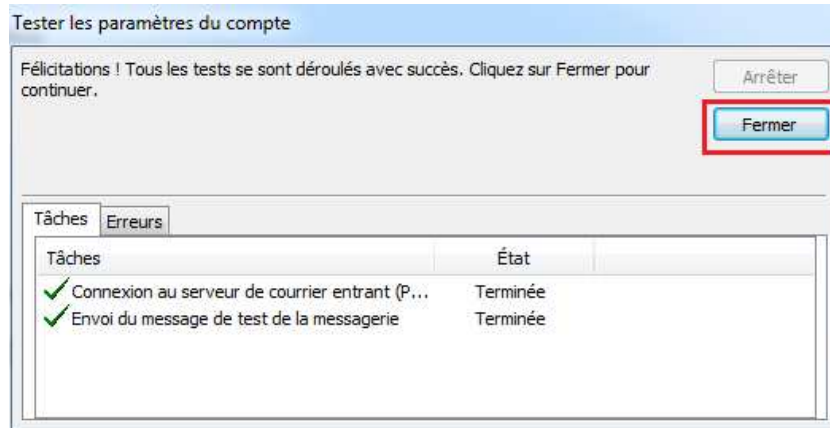 Tester les paramètres du compte
Félicitations ! Tous les tests se sont déroulés avec succès. Cliquez sur Fermer pour
continuer.
Arrêter
Fermer
Tâches Erreurs
Tâches État
Connexion au serveur de courrier entrant (P... Terminée
Envoi du message de test de la messagerie Terminée